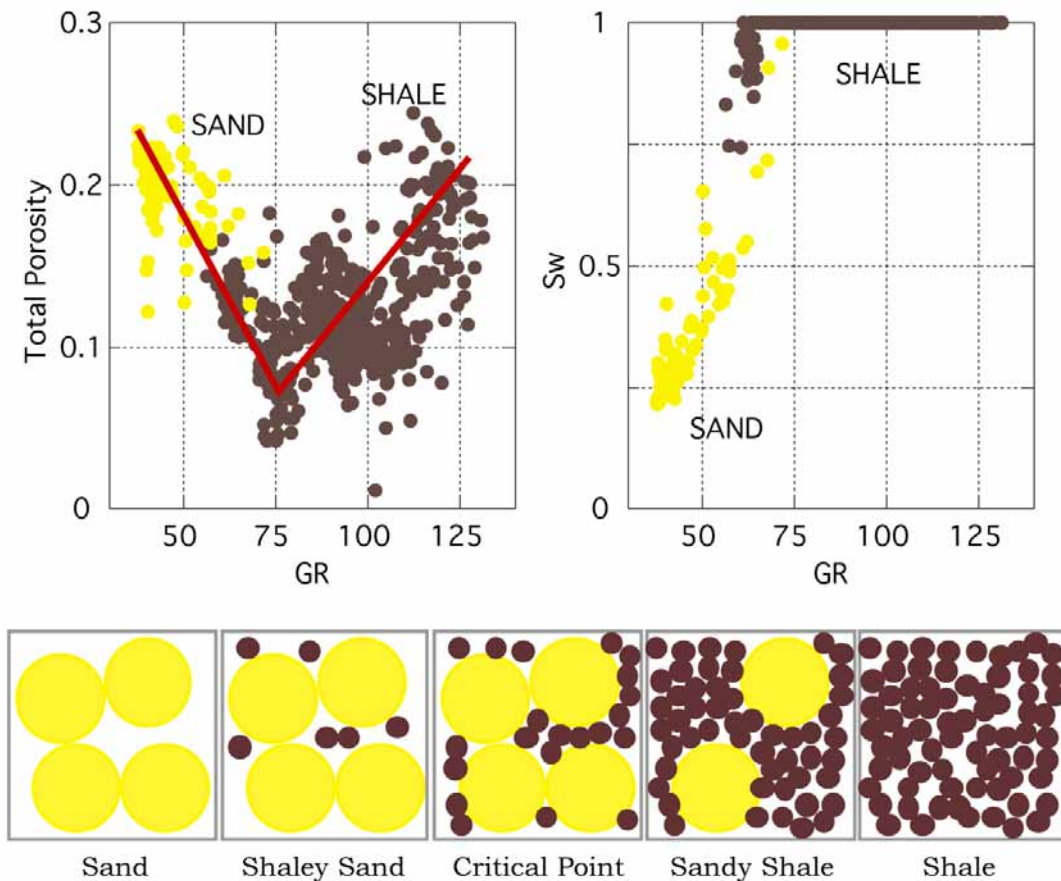 0.3
0.2
0.1
0
Total Porosity
SAND
SHALE
50 75 100 125
GR
1
0.5
0
Sw
SHALE
SAND
50 75 100 125
GR
Sand
Shaley Sand
Critical Point
Sandy Shale
Shale